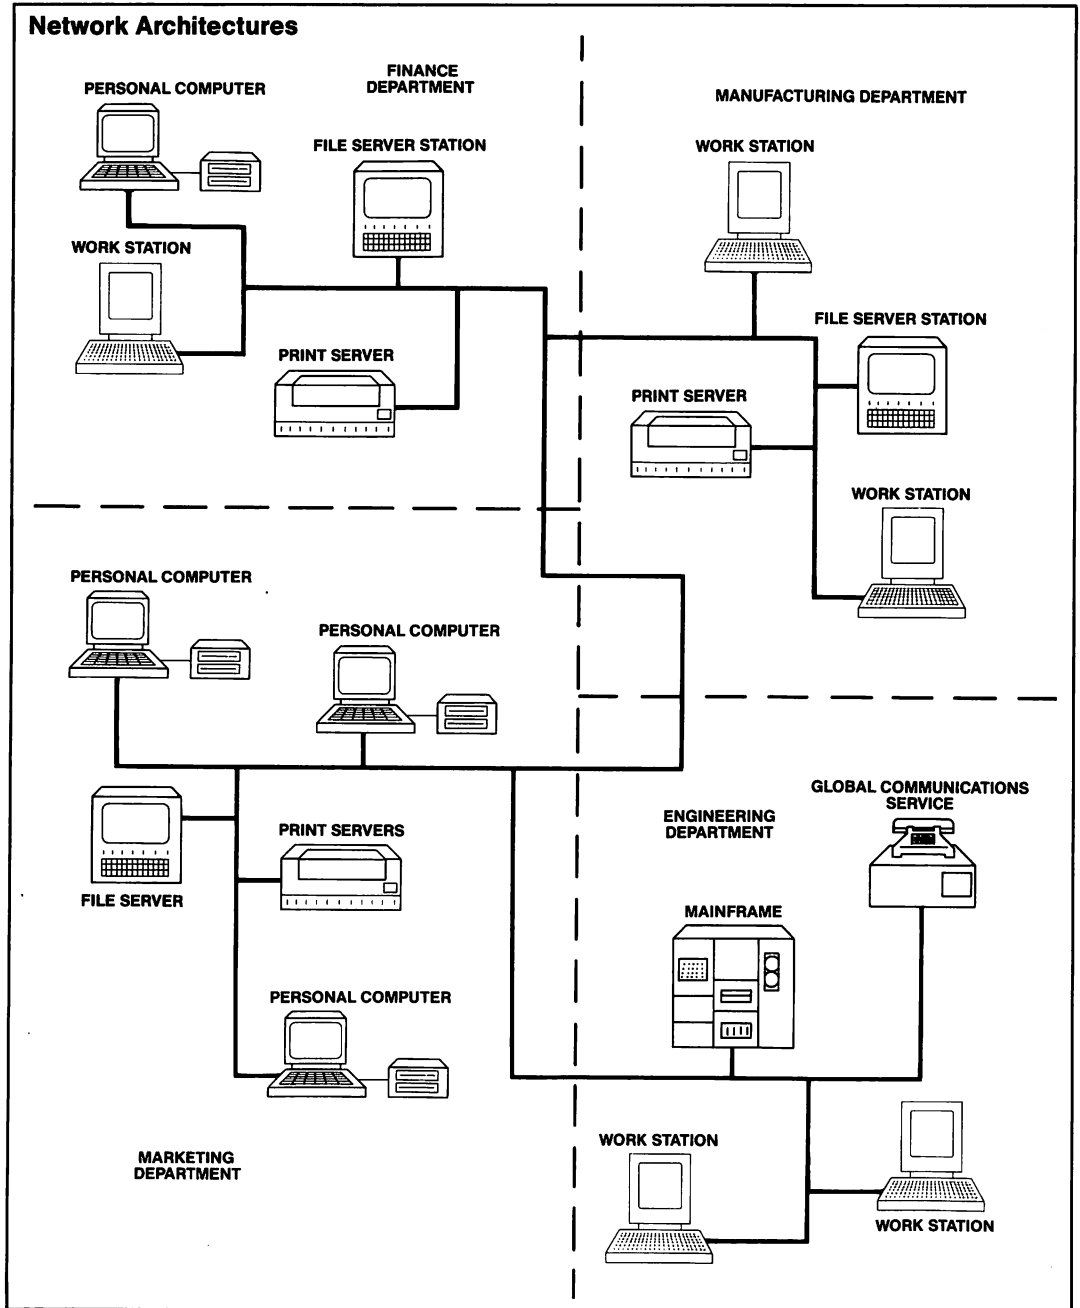 Network Architectures
FINANCE
DEPARTMENT
PERSONAL COMPUTER
FILE SERVER STATION
WORK STATION
PRINT SERVER
MANUFACTURING DEPARTMENT
WORK STATION
FILE SERVER STATION
PRINT SERVER
WORK STATION
PERSONAL COMPUTER
PERSONAL COMPUTER
FILE SERVER
PRINT SERVERS
PERSONAL COMPUTER
MARKETING
DEPARTMENT
ENGINEERING
DEPARTMENT
GLOBAL COMMUNICATIONS
SERVICE
MAINFRAME
WORK STATION
WORK STATION